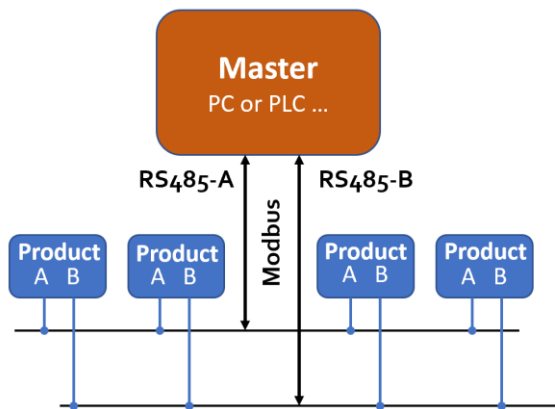 Master
PC or PLC ...
RS485-A
RS485-B
Modbus
Product
A B
Product
A B
Product
A B
Product
A B